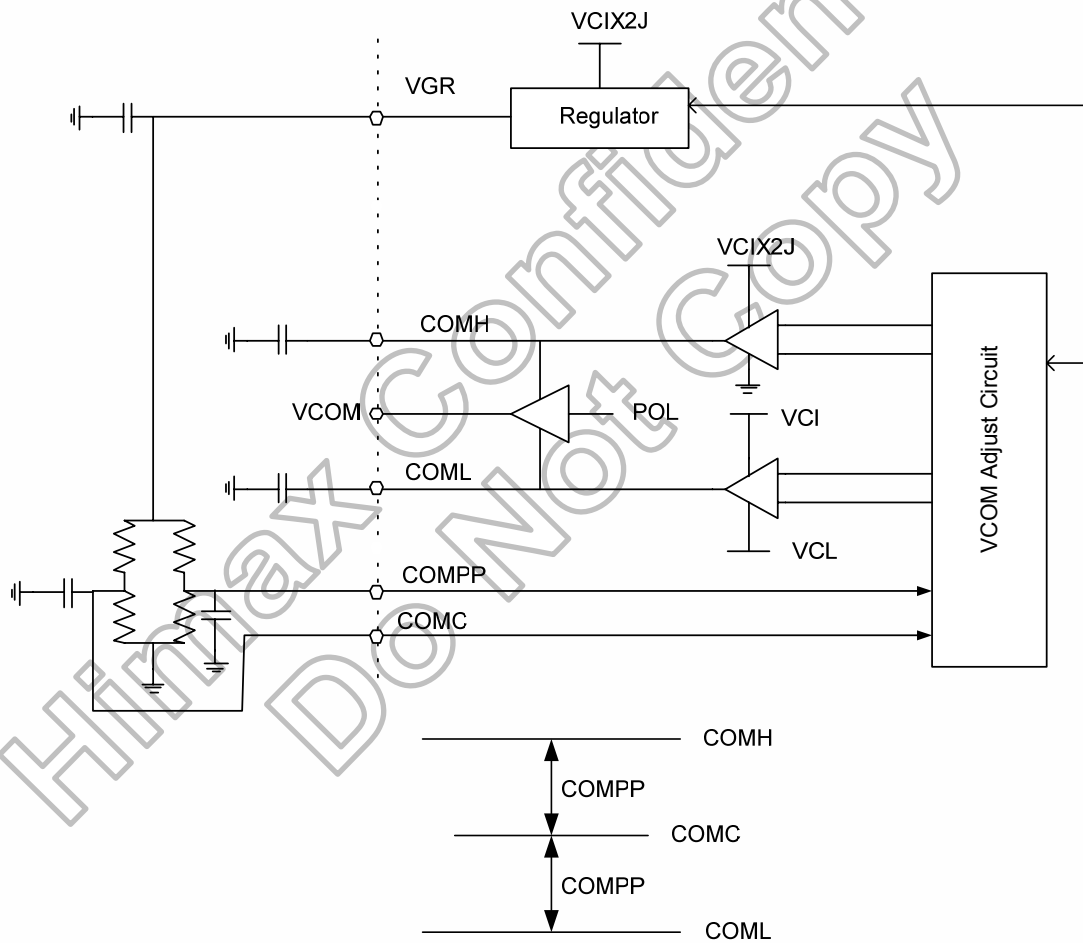 VCIX2J
VGR
Regulator
VCIX2J
COMH
VCOM
POL
VCI
COML
VCL
VCOM Adjust Circuit
COMPP
COMC
COMH
COMPP
COMC
COMPP
COML
Himax Confiden
Do Not Copy